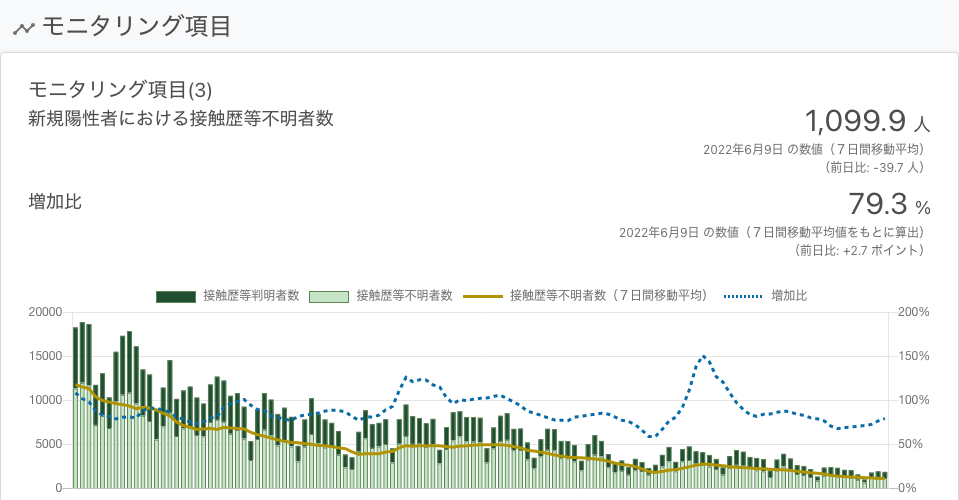 モニタリング項目
モニタリング項目(3)
新規陽性者における接触歴等不明者数
1,099.9 人
2022年6月9日 の数値（７日間移動平均）
（前日比: -39.7 人）
増加比
79.3 %
2022年6月9日 の数値（７日間移動平均値をもとに算出）
（前日比: +2.7 ポイント）
接触歴等判明者数 接触歴等不明者数 接触歴等不明者数（７日間移動平均） 増加比
20000 200%
15000 150%
10000 100%
5000 50%
0 0%